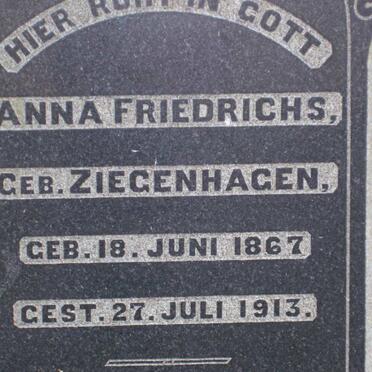 HIER RUHT IN GOTT
ANNA FRIEDRICHS,
GEB. ZIEGENHAGEN,
GEB. 18. JUNI 1867
GEST. 27. JULI 1913.